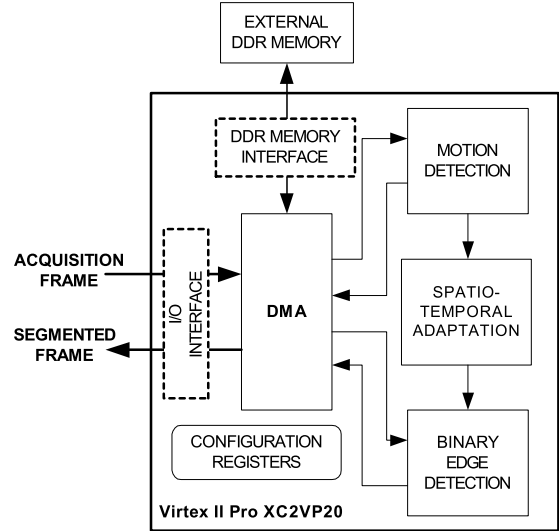 EXTERNAL
DDR MEMORY
DDR MEMORY
INTERFACE
MOTION
DETECTION
ACQUISITION
FRAME
I/O
INTERFACE
DMA
SPATIO-
TEMPORAL
ADAPTATION
SEGMENTED
FRAME
CONFIGURATION
REGISTERS
BINARY
EDGE
DETECTION
Virtex II Pro XC2VP20